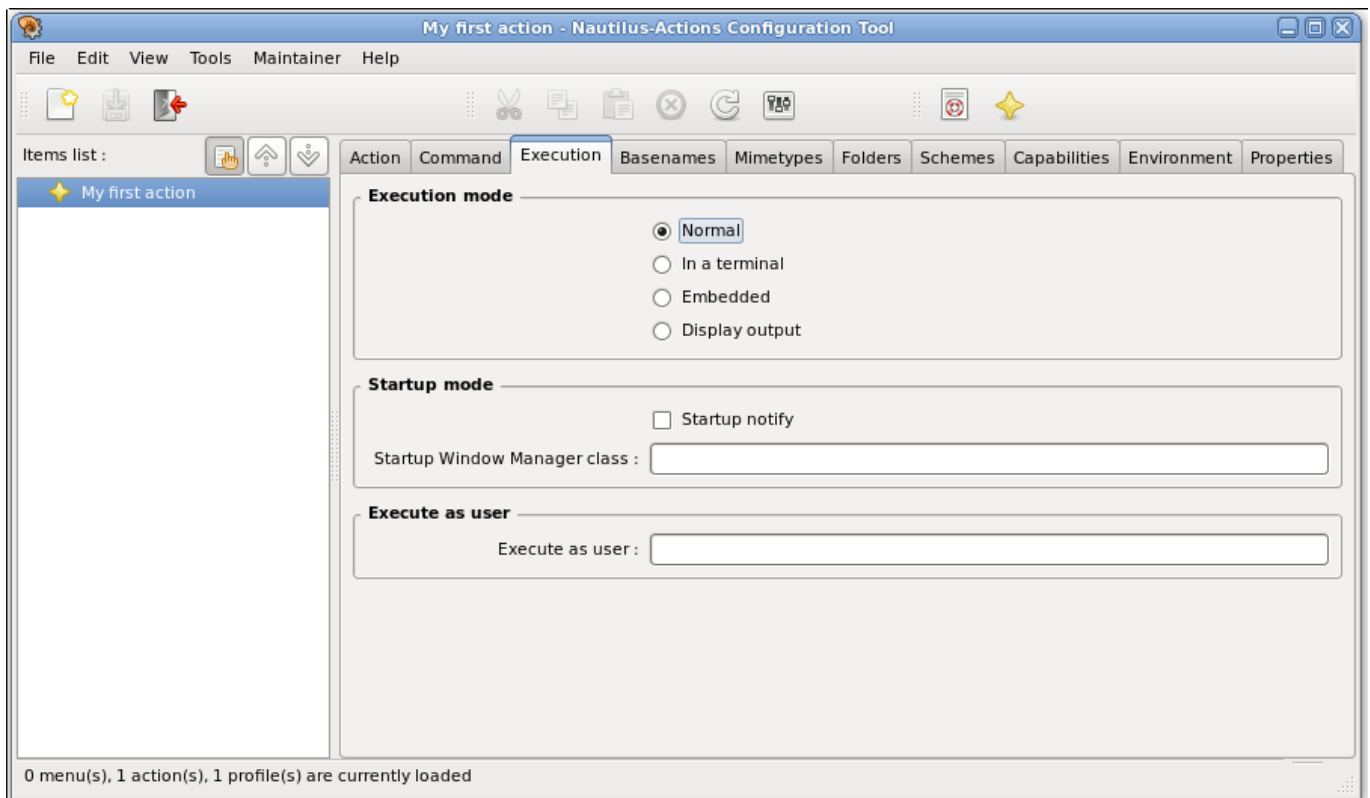 My first action - Nautilus-Actions Configuration Tool
File Edit View Tools Maintainer Help
Items list :
Action Command Execution Basenames Mimetypes Folders Schemes Capabilities Environment Properties
My first action
Execution mode
Normal
In a terminal
Embedded
Display output
Startup mode
Startup notify
Startup Window Manager class :
Execute as user
Execute as user :
0 menu(s), 1 action(s), 1 profile(s) are currently loaded